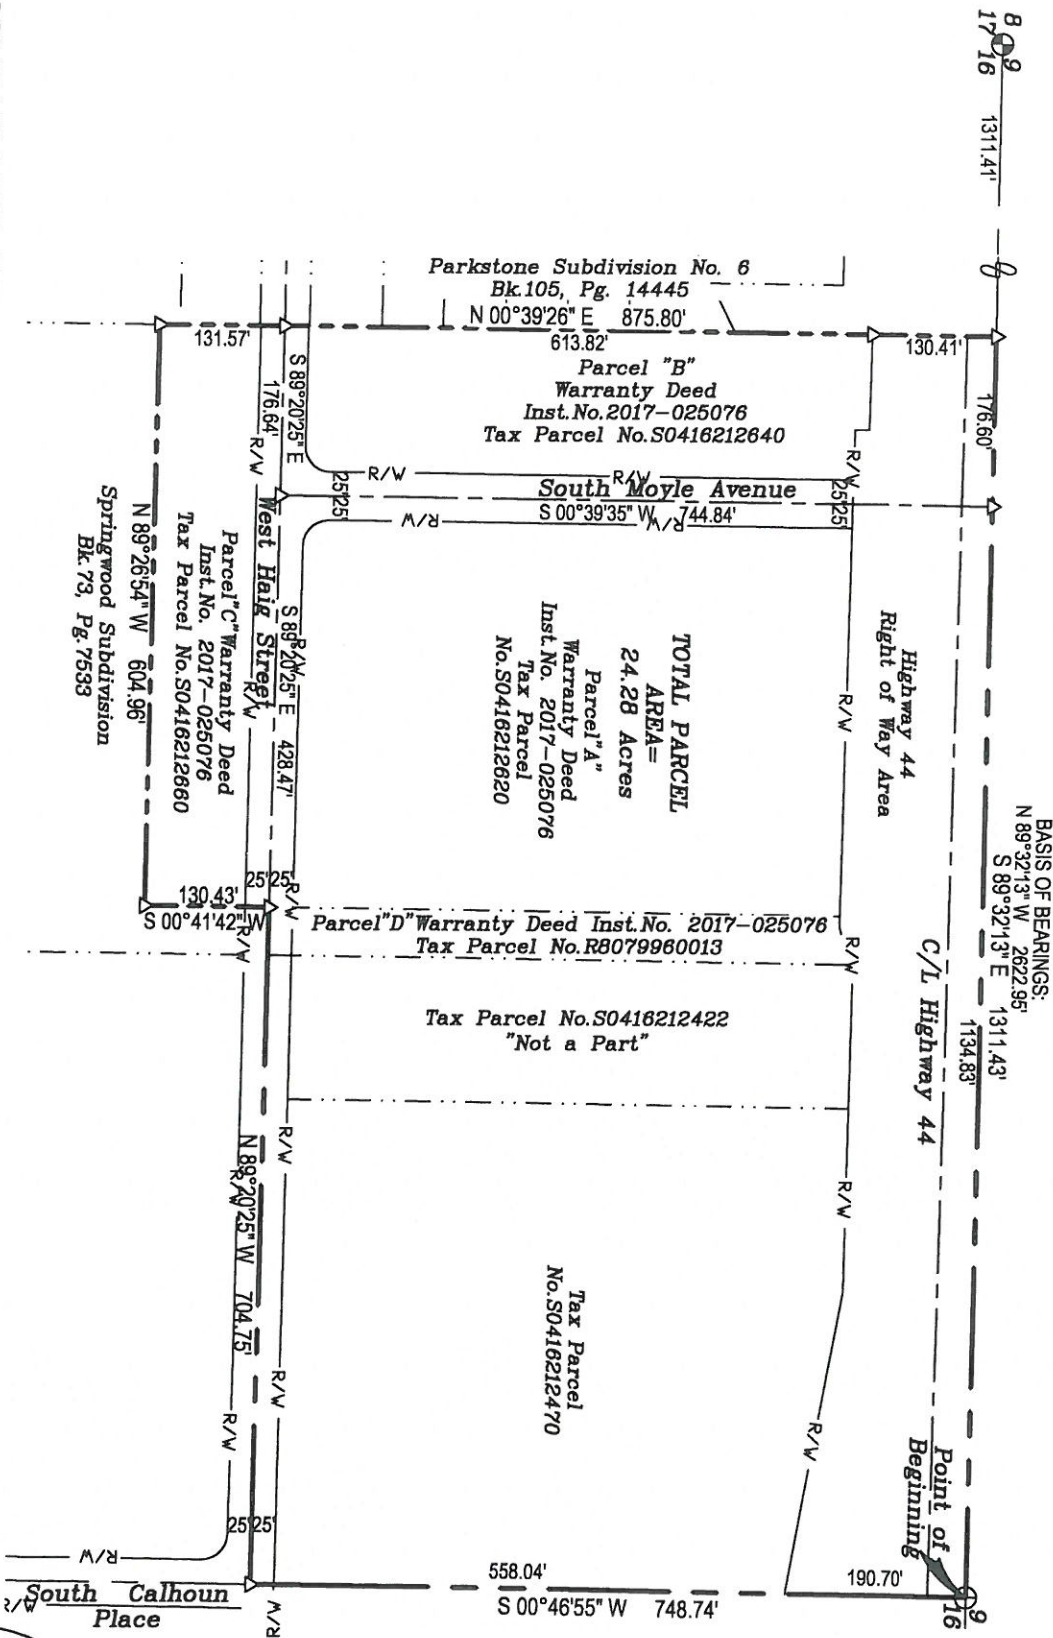 8 9
17 16
1311.41'
BASIS OF BEARINGS:
N 89°32'13" W 2622.95'
S 89°32'13" E 1311.43'
1134.83'
176.60'
130.41'
Parkstone Subdivision No. 6
Bk.105, Pg. 14445
N 00°39'26" E 875.80'
613.82'
131.57'
Parcel "B"
Warranty Deed
Inst.No.2017-025076
Tax Parcel No.S0416212640
S 89°20'25" E
176.64'
R/W
R/W
R/W
R/W
25'
25'
25'
25'
South Moyle Avenue
S 00°39'35" W 744.84'
R/W
R/W
Highway 44
Right of Way Area
C/L Highway 44
R/W
R/W
R/W
R/W
TOTAL PARCEL
AREA=
24.28 Acres
Parcel"A"
Warranty Deed
Inst.No. 2017-025076
Tax Parcel
No.S0416212620
West Haig Street
S 89°20'25" E 428.47'
R/W
R/W
R/W
25'
25'
Parcel"C"Warranty Deed
Inst.No. 2017-025076
Tax Parcel No.S0416212660
N 89°26'54" W 604.96'
Springwood Subdivision
Bk.73, Pg.7533
130.43'
S 00°41'42" W
R/W
Parcel"D"Warranty Deed Inst.No. 2017-025076
Tax Parcel No.R8079960013
Tax Parcel No.S0416212422
"Not a Part"
R/W
N 89°20'25" W 704.75'
R/W
R/W
R/W
25'
25'
Tax Parcel
No.S0416212470
Point of
Beginning
9
16
190.70'
558.04'
S 00°46'55" W 748.74'
R/W
R/W
South Calhoun
Place
R/W